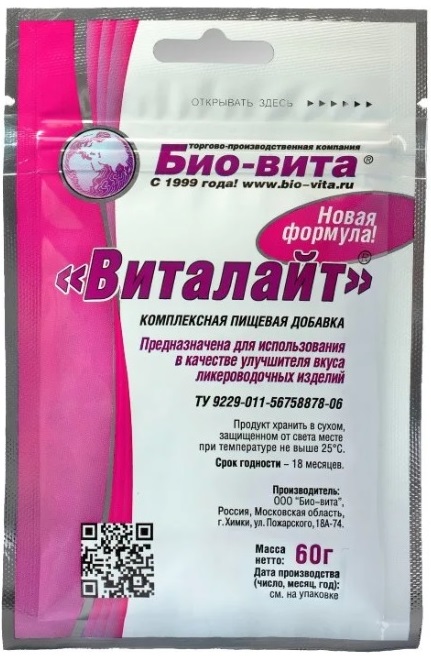 ОТКРЫВАТЬ ЗДЕСЬ ►►►►►►
торгово-производственная компания
Био-вита®
С 1999 года! www.bio-vita.ru
Новая
формула!
«Виталайт»®
КОМПЛЕКСНАЯ ПИЩЕВАЯ ДОБАВКА
Предназначена для использования
в качестве улучшителя вкуса
ликероводочных изделий
ТУ 9229-011-56758878-06
Продукт хранить в сухом,
защищенном от света месте
при температуре не выше 25°С.
Срок годности – 18 месяцев.
Производитель:
ООО "Био–вита",
Россия, Московская область,
г. Химки, ул. Пожарского,18А-74.
Масса
нетто: 60г
Дата производства
(число, месяц, год):
см. на упаковке